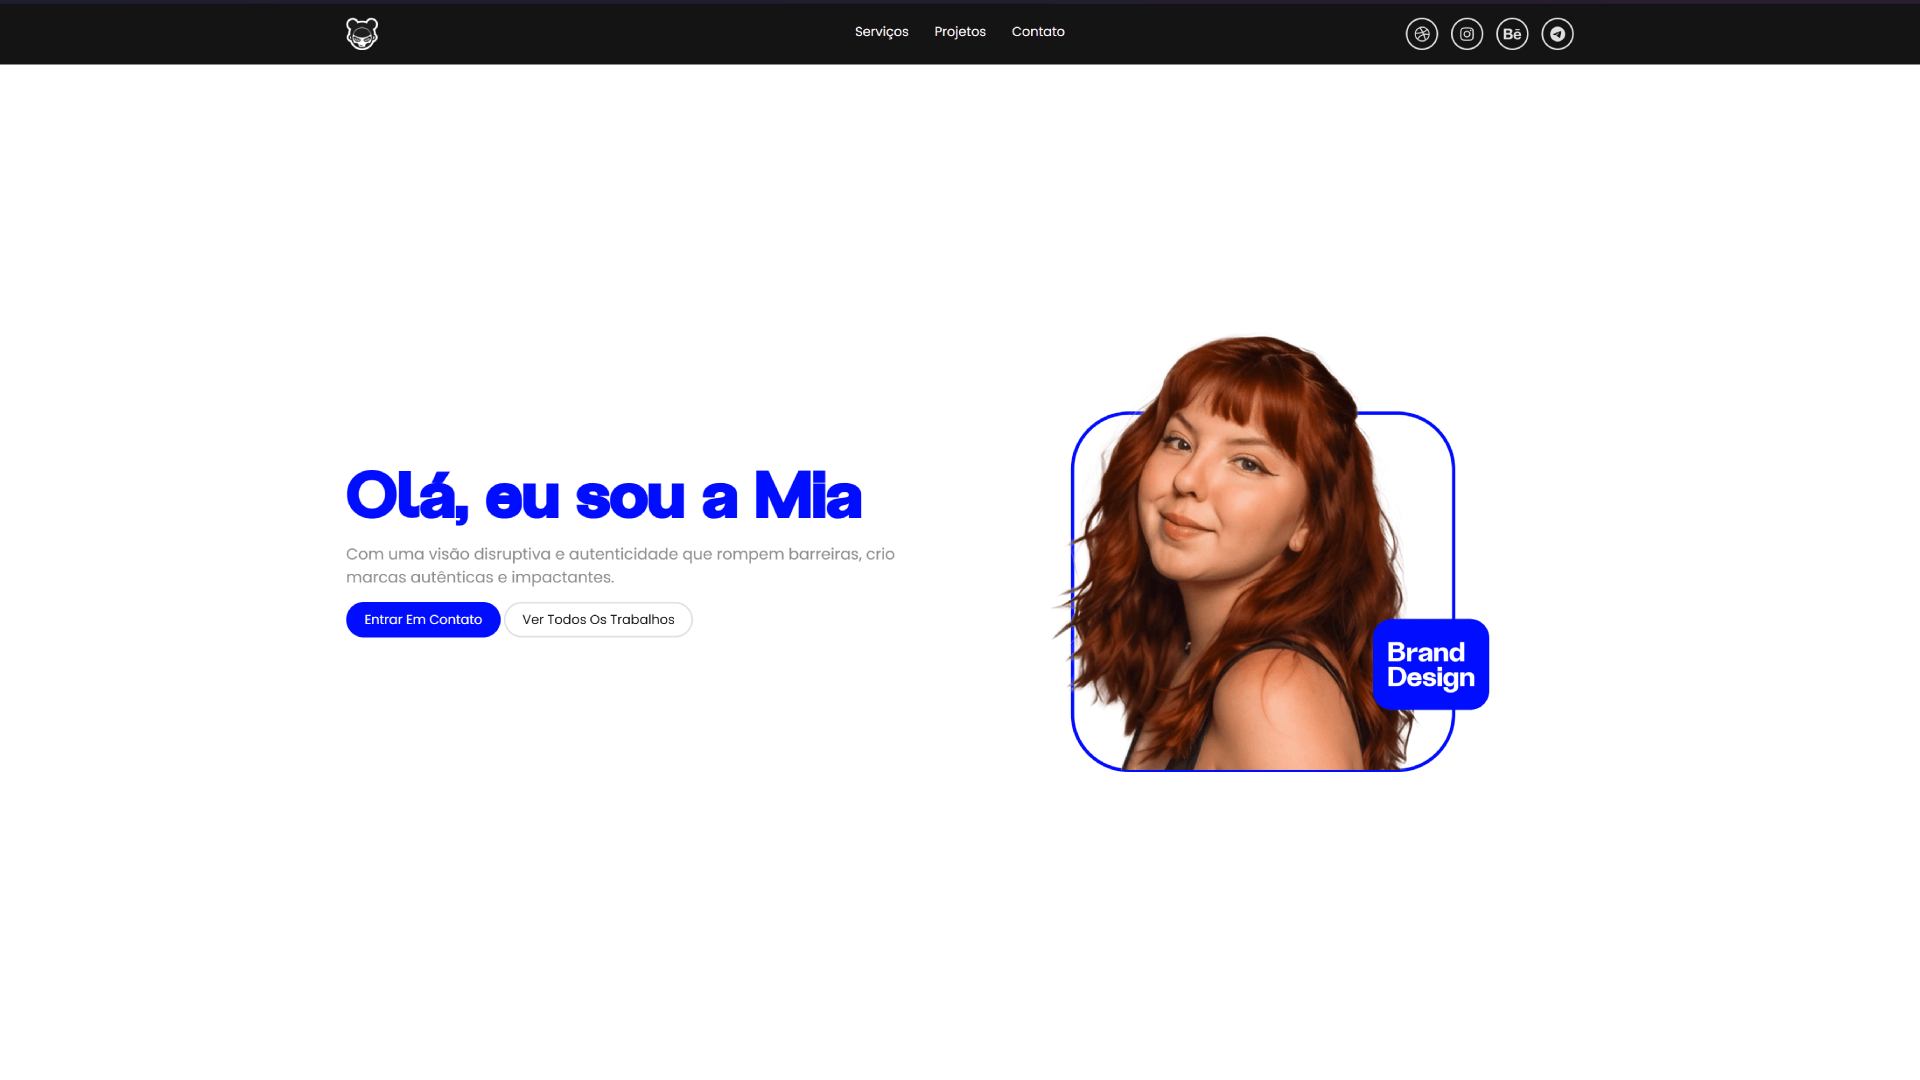 Serviços
Projetos
Contato
Bē
Olá, eu sou a Mia
Com uma visão disruptiva e autenticidade que rompem barreiras, crio
marcas autênticas e impactantes.
Entrar Em Contato
Ver Todos Os Trabalhos
Brand
Design